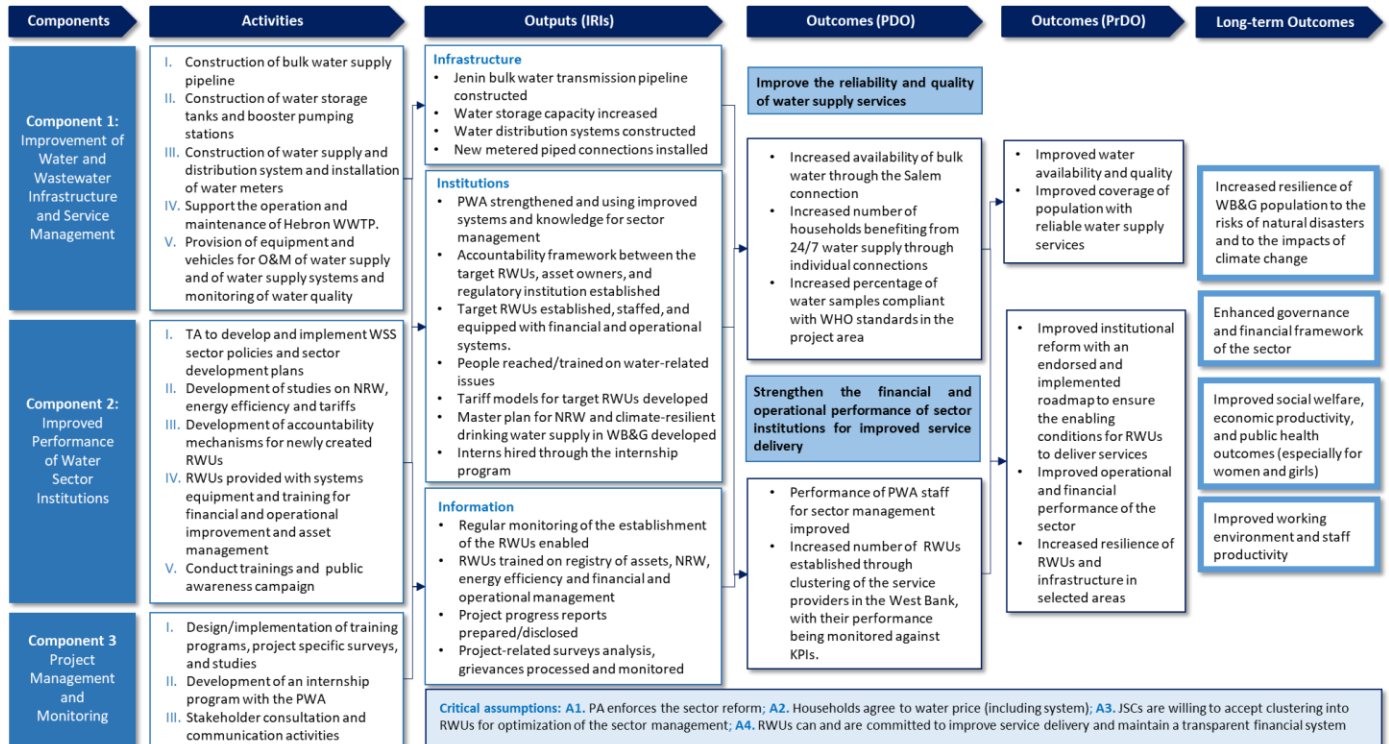 Components
Activities
Outputs (IRIs)
Outcomes (PDO)
Outcomes (PrDO)
Long-term Outcomes
Component 1:
Improvement of
Water and
Wastewater
Infrastructure
and Service
Management
I. Construction of bulk water supply
pipeline
II. Construction of water storage
tanks and booster pumping
stations
III. Construction of water supply and
distribution system and installation
of water meters
IV. Support the operation and
maintenance of Hebron WWTP.
V. Provision of equipment and
vehicles for O&M of water supply
and of water supply systems and
monitoring of water quality
Component 2:
Improved
Performance
of Water
Sector
Institutions
I. TA to develop and implement WSS
sector policies and sector
development plans
II. Development of studies on NRW,
energy efficiency and tariffs
III. Development of accountability
mechanisms for newly created
RWUs
IV. RWUs provided with systems
equipment and training for
financial and operational
improvement and asset
management
V. Conduct trainings and public
awareness campaign
Component 3
Project
Management
and
Monitoring
I. Design/implementation of training
programs, project specific surveys,
and studies
II. Development of an internship
program with the PWA
III. Stakeholder consultation and
communication activities
Infrastructure
• Jenin bulk water transmission pipeline
constructed
• Water storage capacity increased
• Water distribution systems constructed
• New metered piped connections installed
Institutions
• PWA strengthened and using improved
systems and knowledge for sector
management
• Accountability framework between the
target RWUs, asset owners, and
regulatory institution established
• Target RWUs established, staffed, and
equipped with financial and operational
systems.
• People reached/trained on water-related
issues
• Tariff models for target RWUs developed
• Master plan for NRW and climate-resilient
drinking water supply in WB&G developed
• Interns hired through the internship
program
Information
• Regular monitoring of the establishment
of the RWUs enabled
• RWUs trained on registry of assets, NRW,
energy efficiency and financial and
operational management
• Project progress reports
prepared/disclosed
• Project-related surveys analysis,
grievances processed and monitored
Improve the reliability and quality
of water supply services
• Increased availability of bulk
water through the Salem
connection
• Increased number of
households benefiting from
24/7 water supply through
individual connections
• Increased percentage of
water samples compliant
with WHO standards in the
project area
Strengthen the financial and
operational performance of sector
institutions for improved service
delivery
• Performance of PWA staff
for sector management
improved
• Increased number of RWUs
established through
clustering of the service
providers in the West Bank,
with their performance
being monitored against
KPIs.
• Improved water
availability and quality
• Improved coverage of
population with
reliable water supply
services
• Improved institutional
reform with an
endorsed and
implemented
roadmap to ensure
the enabling
conditions for RWUs
to deliver services
• Improved operational
and financial
performance of the
sector
• Increased resilience of
RWUs and
infrastructure in
selected areas
Increased resilience of
WB&G population to the
risks of natural disasters
and to the impacts of
climate change
Enhanced governance
and financial framework
of the sector
Improved social welfare,
economic productivity,
and public health
outcomes (especially for
women and girls)
Improved working
environment and staff
productivity
Critical assumptions: A1. PA enforces the sector reform; A2. Households agree to water price (including system); A3. JSCs are willing to accept clustering into
RWUs for optimization of the sector management; A4. RWUs can and are committed to improve service delivery and maintain a transparent financial system